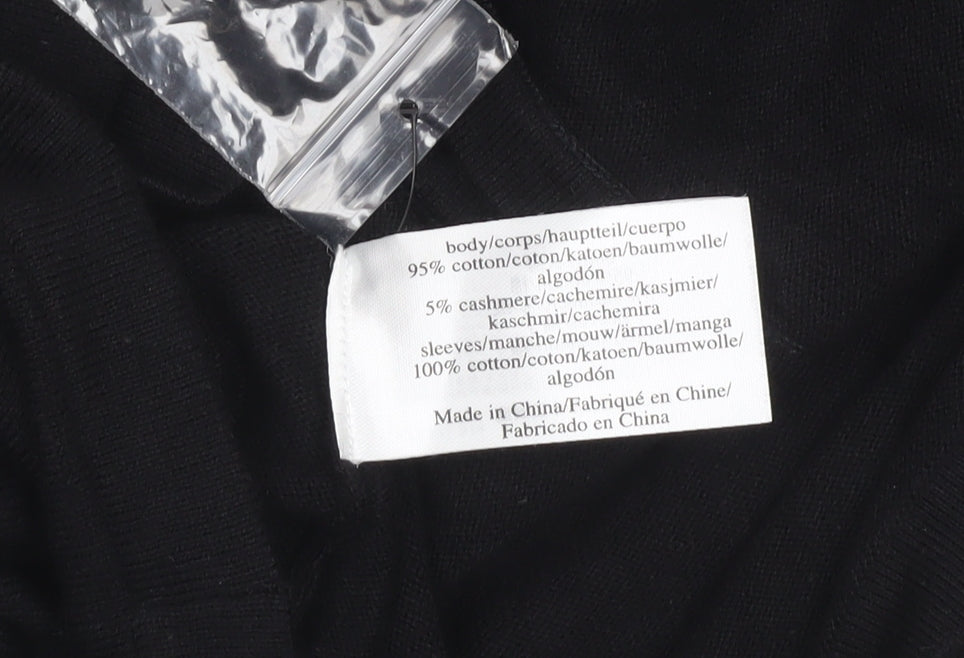 body/corps/hauptteil/cuerpo
95% cotton/coton/katoen/baumwolle/
algodón
5% cashmere/cachemire/kasjmier/
kaschmir/cachemira
sleeves/manche/mouw/ärmel/manga
100% cotton/coton/katoen/baumwolle/
algodón
Made in China/Fabriqué en Chine/
Fabricado en China